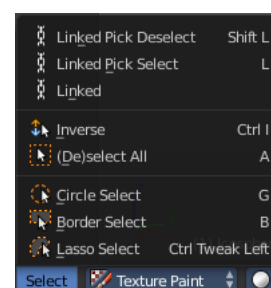 Linked Pick Deselect Shift L
Linked Pick Select L
Linked
Inverse Ctrl I
(De)select All A
Circle Select G
Border Select B
Lasso Select Ctrl Tweak Left
Select Texture Paint